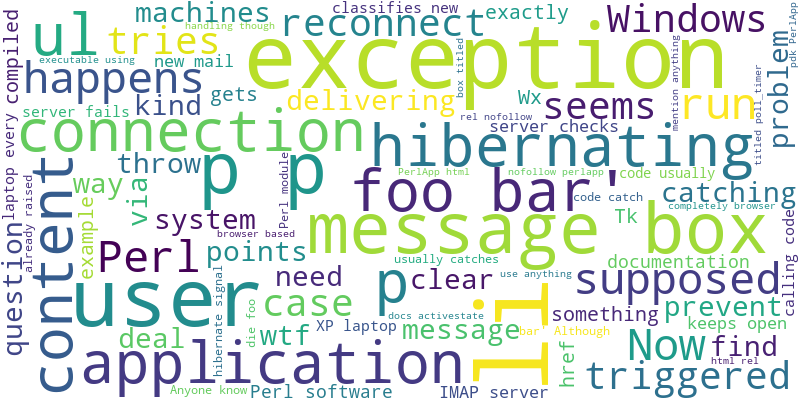 machines
classifies new
exactly
Windows
handling though
ul
tries
reconnect
exception
problem
pdk PerlApp
executable using
new mail
box titled
mention anything
happens
gets
delivering
Wx
seems
run
server fails
kind
rel nofollow
titled poll_timer
laptop every compiled
connection
server checks
hibernating
throw
p p
PerlApp html
nofollow perlapp
code usually
catching
way
via
Perl module
foo bar'
code catch
completely browser
already raised
content
example
system
message box
Tk
calling code
question
Perl
browser based
points
usually catches
documentation
user
need
p
clear
li
use anything
supposed
case
docs activestate
something
prevent
deal
wtf
XP laptop
message
bar' Although
keeps open
hibernate signal
application
href
Now
find
html rel
Anyone know
die foo
Perl software
IMAP server
triggered